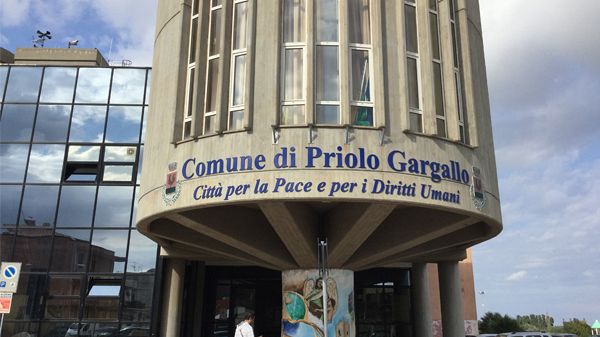 Comune di Priolo Gargallo
Città per la Pace e per i Diritti Umani
P